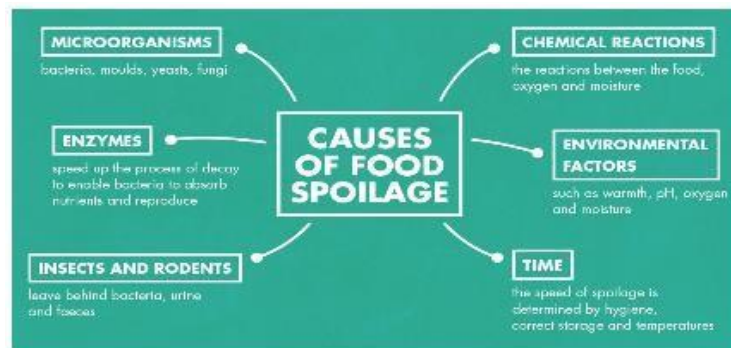 MICROORGANISMS
bacteria, moulds, yeasts, fungi
ENZYMES
speed up the process of decay
to enable bacteria to absorb
nutrients and reproduce
INSECTS AND RODENTS
leave behind bacteria, urine
and faeces
CAUSES
OF FOOD
SPOILAGE
CHEMICAL REACTIONS
the reactions between the food,
oxygen and moisture
ENVIRONMENTAL
FACTORS
such as warmth, pH, oxygen
and moisture
TIME
the speed of spoilage is
determined by hygiene,
correct storage and temperatures